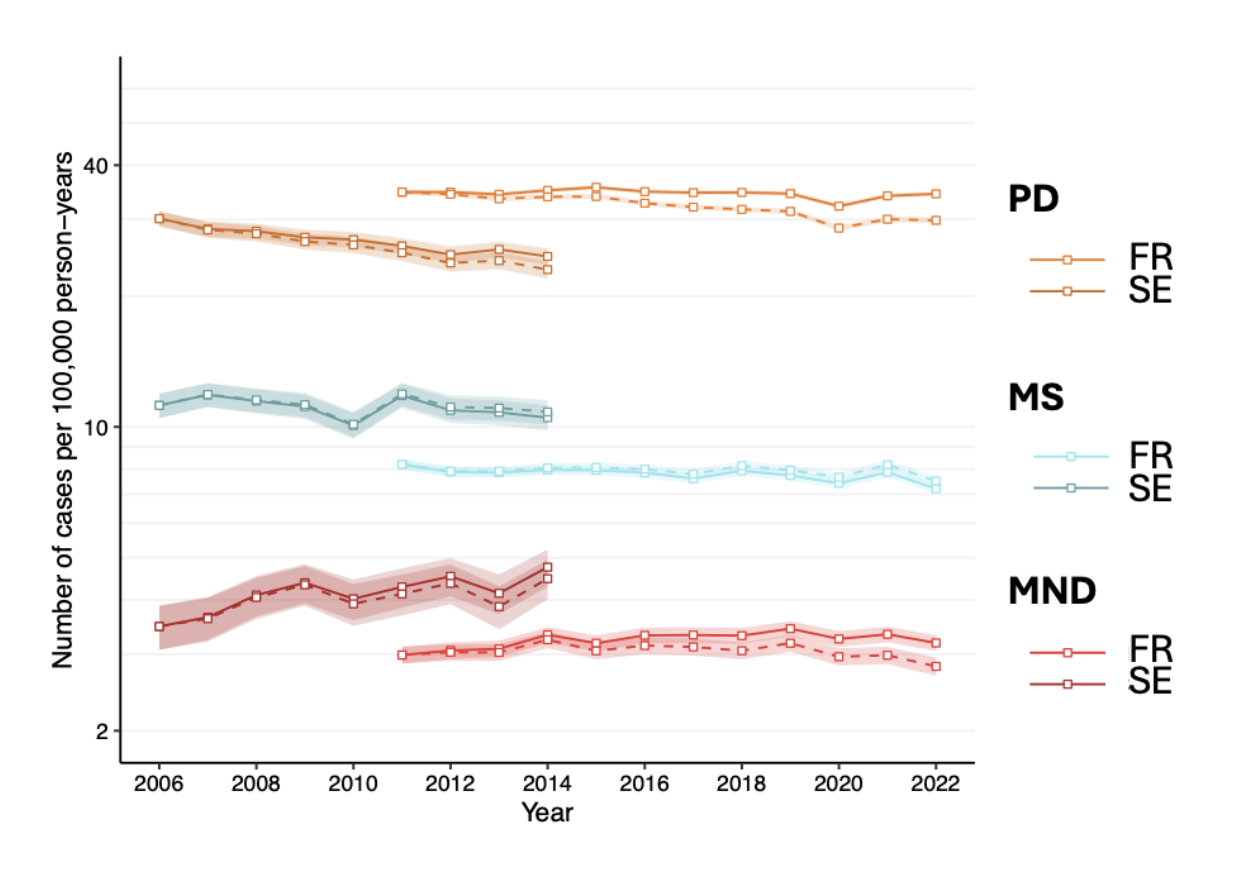 Number of cases per 100,000 person−years
40
10
2
2006 2008 2010 2012 2014 2016 2018 2020 2022
Year
PD
FR
SE
MS
FR
SE
MND
FR
SE